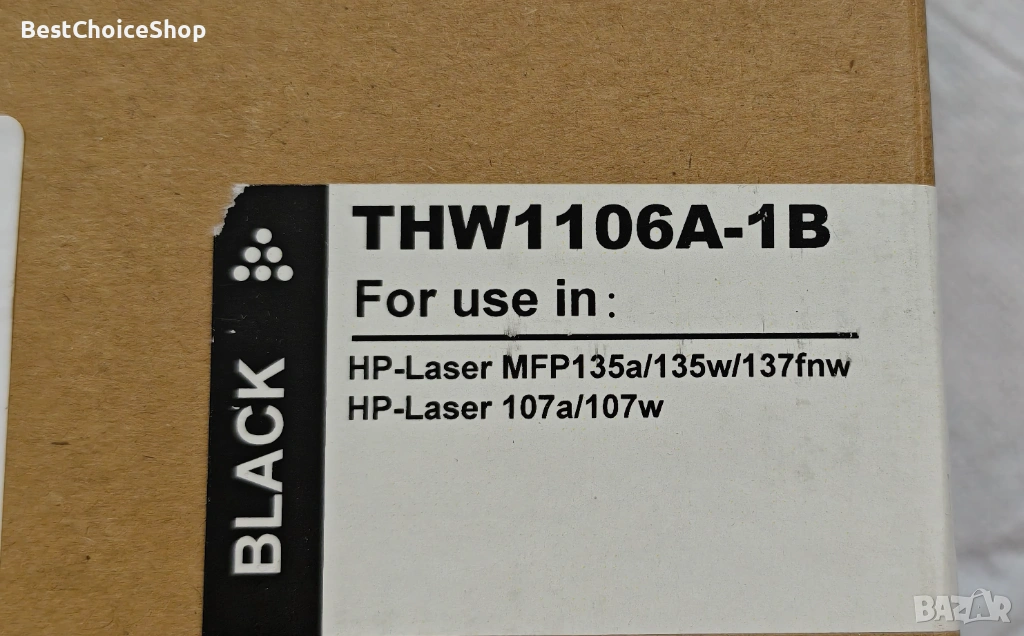 BestChoiceShop
THW1106A-1B
For use in:
HP-Laser MFP135a/135w/137fnw
HP-Laser 107a/107w
BLACK
BAZAR